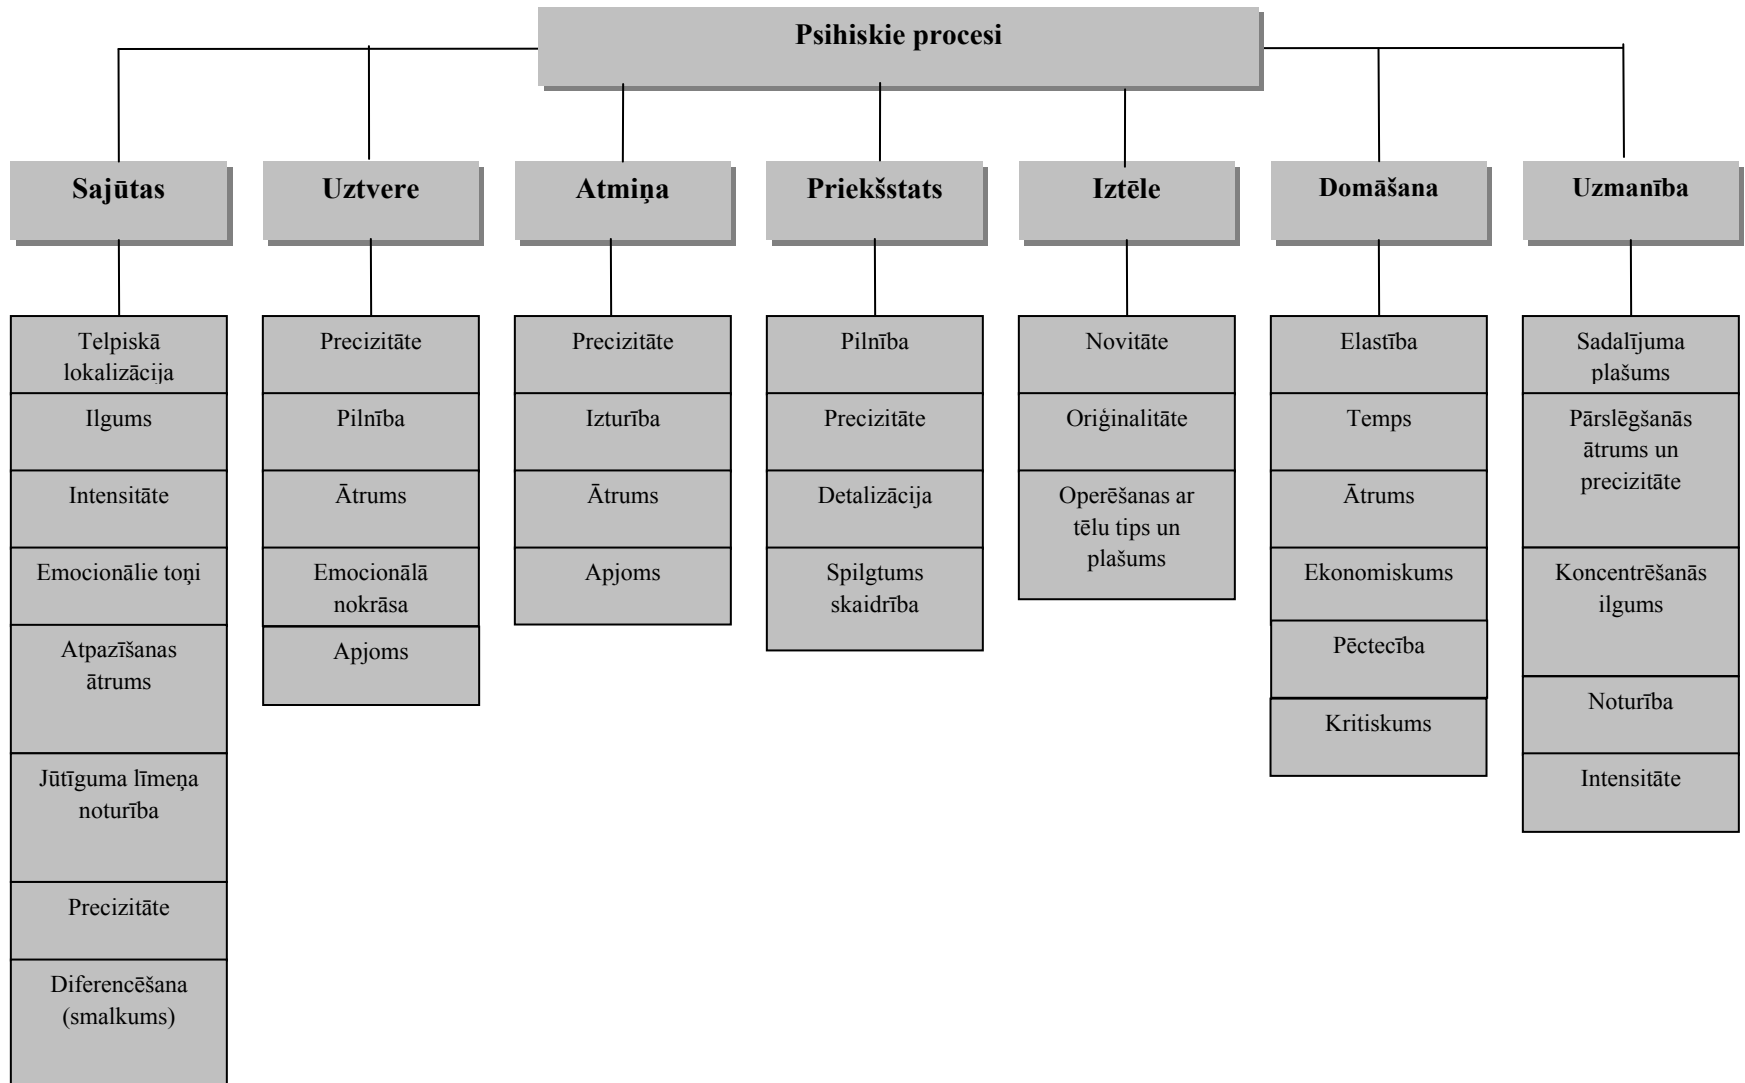 Psihiskie procesi
Sajūtas
Uztvere
Atmiņa
Priekšstats
Iztēle
Domāšana
Uzmanība
Telpiskā
lokalizācija
Ilgums
Intensitāte
Emocionālie toņi
Atpazīšanas
ātrums
Jūtīguma līmeņa
noturība
Precizitāte
Diferencēšana
(smalkums)
Precizitāte
Pilnība
Ātrums
Emocionālā
nokrāsa
Apjoms
Precizitāte
Izturība
Ātrums
Apjoms
Pilnība
Precizitāte
Detalizācija
Spilgtums
skaidrība
Novitāte
Oriģinalitāte
Operēšanas ar
tēlu tips un
plašums
Elastība
Temps
Ātrums
Ekonomiskums
Pēctecība
Kritiskums
Sadalījuma
plašums
Pārslēgšanās
ātrums un
precizitāte
Koncentrēšanās
ilgums
Noturība
Intensitāte